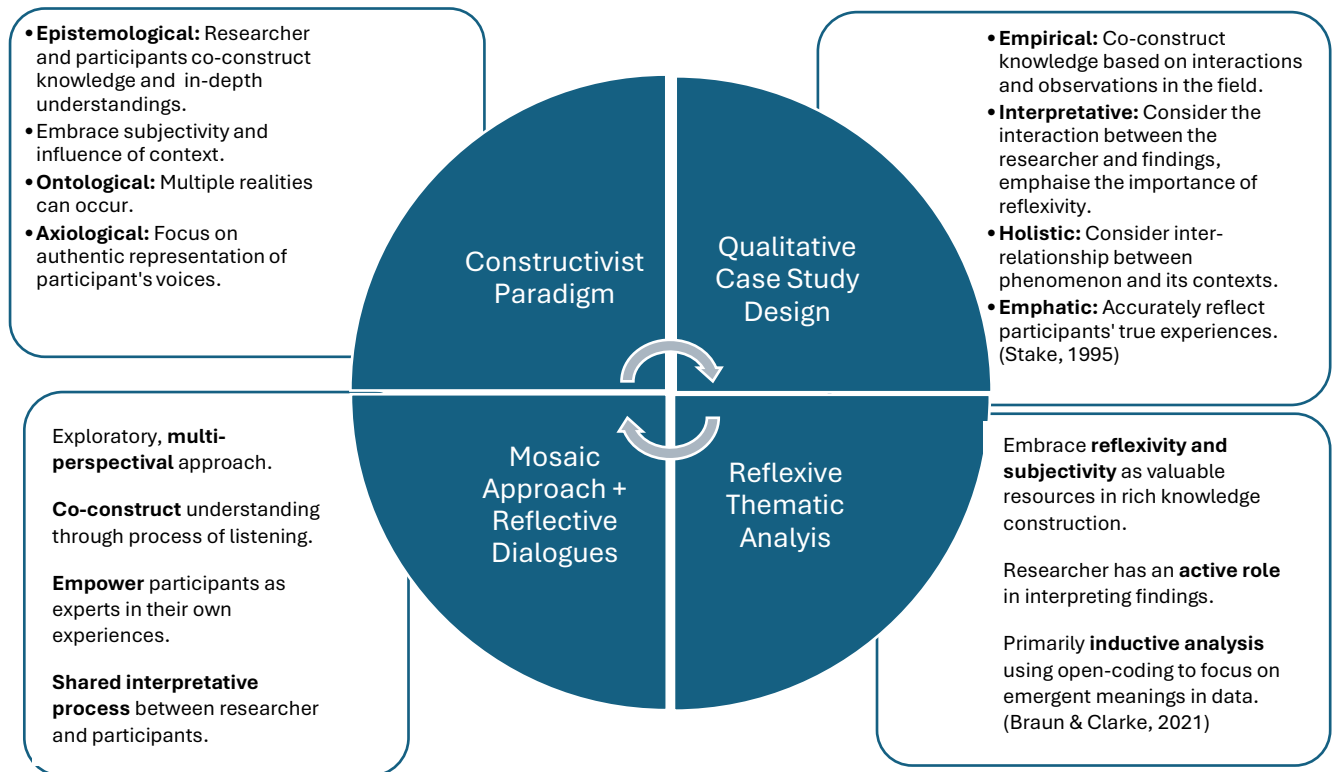 • Epistemological: Researcher
and participants co-construct
knowledge and in-depth
understandings.
• Embrace subjectivity and
influence of context.
• Ontological: Multiple realities
can occur.
• Axiological: Focus on
authentic representation of
participant's voices.
Constructivist
Paradigm
Qualitative
Case Study
Design
• Empirical: Co-construct
knowledge based on interactions
and observations in the field.
• Interpretative: Consider the
interaction between the
researcher and findings,
emphaise the importance of
reflexivity.
• Holistic: Consider inter-
relationship between
phenomenon and its contexts.
• Emphatic: Accurately reflect
participants' true experiences.
(Stake, 1995)
Exploratory, multi-
perspectival approach.
Co-construct understanding
through process of listening.
Empower participants as
experts in their own
experiences.
Shared interpretative
process between researcher
and participants.
Mosaic
Approach +
Reflective
Dialogues
Reflexive
Thematic
Analyis
Embrace reflexivity and
subjectivity as valuable
resources in rich knowledge
construction.
Researcher has an active role
in interpreting findings.
Primarily inductive analysis
using open-coding to focus on
emergent meanings in data.
(Braun & Clarke, 2021)